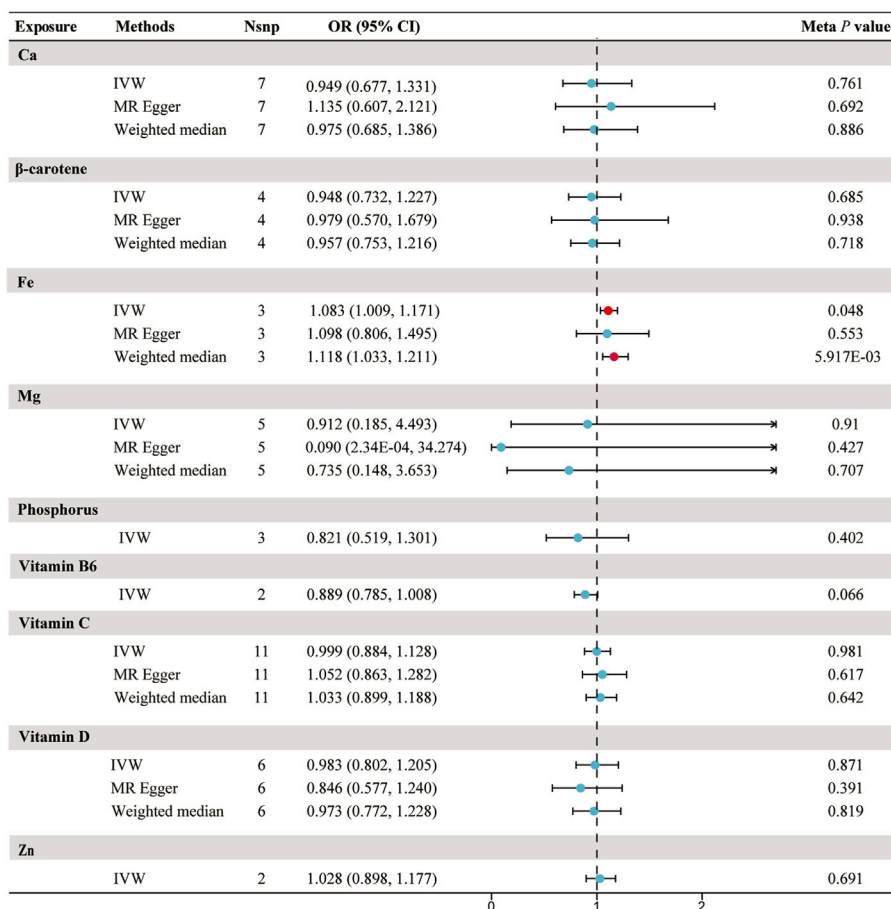 Exposure Methods Nsnp OR (95% CI) Meta P value
Ca
IVW 7 0.949 (0.677, 1.331) 0.761
MR Egger 7 1.135 (0.607, 2.121) 0.692
Weighted median 7 0.975 (0.685, 1.386) 0.886
β-carotene
IVW 4 0.948 (0.732, 1.227) 0.685
MR Egger 4 0.979 (0.570, 1.679) 0.938
Weighted median 4 0.957 (0.753, 1.216) 0.718
Fe
IVW 3 1.083 (1.009, 1.171) 0.048
MR Egger 3 1.098 (0.806, 1.495) 0.553
Weighted median 3 1.118 (1.033, 1.211) 5.917E-03
Mg
IVW 5 0.912 (0.185, 4.493) 0.91
MR Egger 5 0.090 (2.34E-04, 34.274) 0.427
Weighted median 5 0.735 (0.148, 3.653) 0.707
Phosphorus
IVW 3 0.821 (0.519, 1.301) 0.402
Vitamin B6
IVW 2 0.889 (0.785, 1.008) 0.066
Vitamin C
IVW 11 0.999 (0.884, 1.128) 0.981
MR Egger 11 1.052 (0.863, 1.282) 0.617
Weighted median 11 1.033 (0.899, 1.188) 0.642
Vitamin D
IVW 6 0.983 (0.802, 1.205) 0.871
MR Egger 6 0.846 (0.577, 1.240) 0.391
Weighted median 6 0.973 (0.772, 1.228) 0.819
Zn
IVW 2 1.028 (0.898, 1.177) 0.691
0 1 2